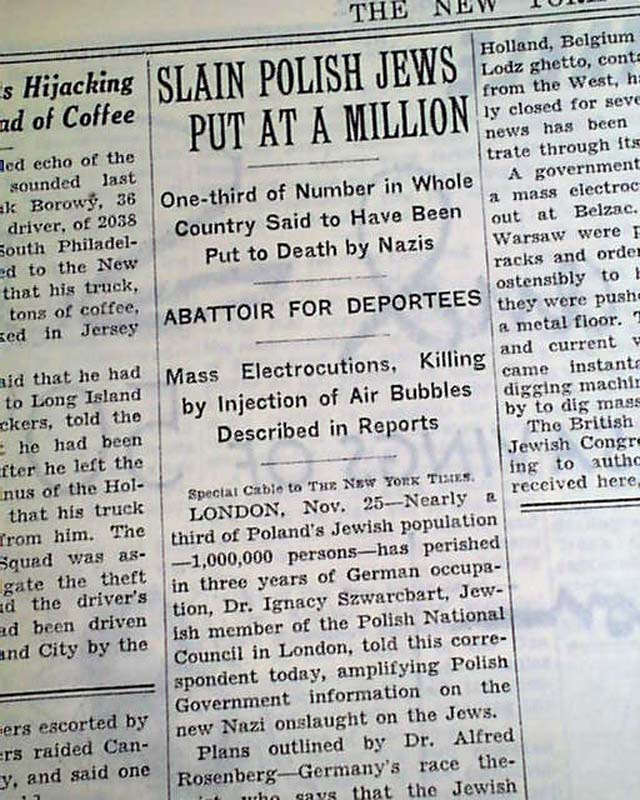 THE NEW
s Hijacking
ad of Coffee
led echo of the
sounded last
ak Borowy, 36
driver, of 2038
South Philadel-
ed to the New
that his truck,
tons of coffee,
ked in Jersey
aid that he had
to Long Island
ckers, told the
he had been
fter he left the
nus of the Hol-
that his truck
from him. The
Squad was as-
gate the theft
d the driver's
ad been driven
and City by the
ers escorted by
ers raided Can-
y, and said one
SLAIN POLISH JEWS
PUT AT A MILLION
One-third of Number in Whole
Country Said to Have Been
Put to Death by Nazis
ABATTOIR FOR DEPORTEES
Mass Electrocutions, Killing
by Injection of Air Bubbles
Described in Reports
Special Cable to THE NEW YORK TIMES.
LONDON, Nov. 25—Nearly a
third of Poland's Jewish population
—1,000,000 persons—has perished
in three years of German occupa-
tion, Dr. Ignacy Szwarcbart, Jew-
ish member of the Polish National
Council in London, told this corre-
spondent today, amplifying Polish
Government information on the
new Nazi onslaught on the Jews.
Plans outlined by Dr. Alfred
Rosenberg—Germany's race the-
who says that the Jewish
Holland, Belgium
Lodz ghetto, conta
from the West, ha
ly closed for seve
news has been
trate through its
A government
a mass electroc
out at Belzac.
Warsaw were p
racks and order
ostensibly to
they were pushe
a metal floor. T
and current w
came instanta
digging machin
by to dig mass
The British
Jewish Congre
ing to autho
received here,